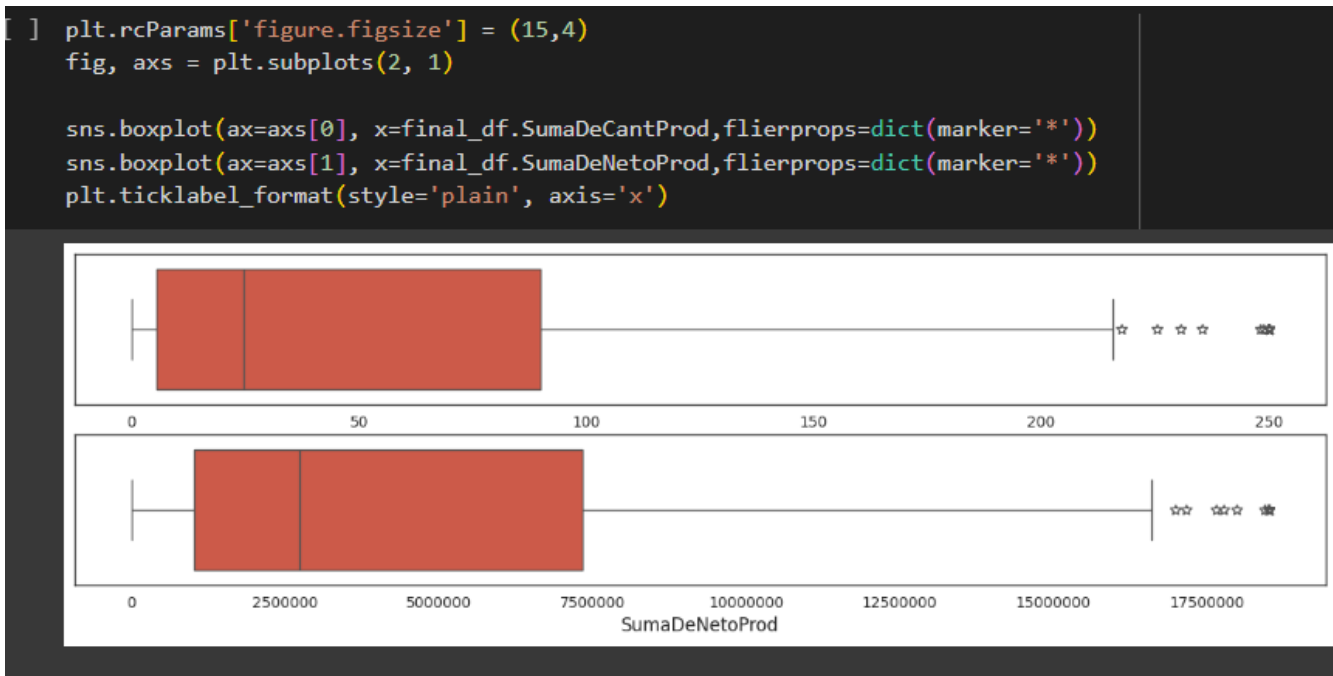 [ ] plt.rcParams['figure.figsize'] = (15,4)
fig, axs = plt.subplots(2, 1)
sns.boxplot(ax=axs[0], x=final_df.SumaDeCantProd,flierprops=dict(marker='*'))
sns.boxplot(ax=axs[1], x=final_df.SumaDeNetoProd,flierprops=dict(marker='*'))
plt.ticklabel_format(style='plain', axis='x')
0 50 100 150 200 250
0 2500000 5000000 7500000 10000000 12500000 15000000 17500000
SumaDeNetoProd